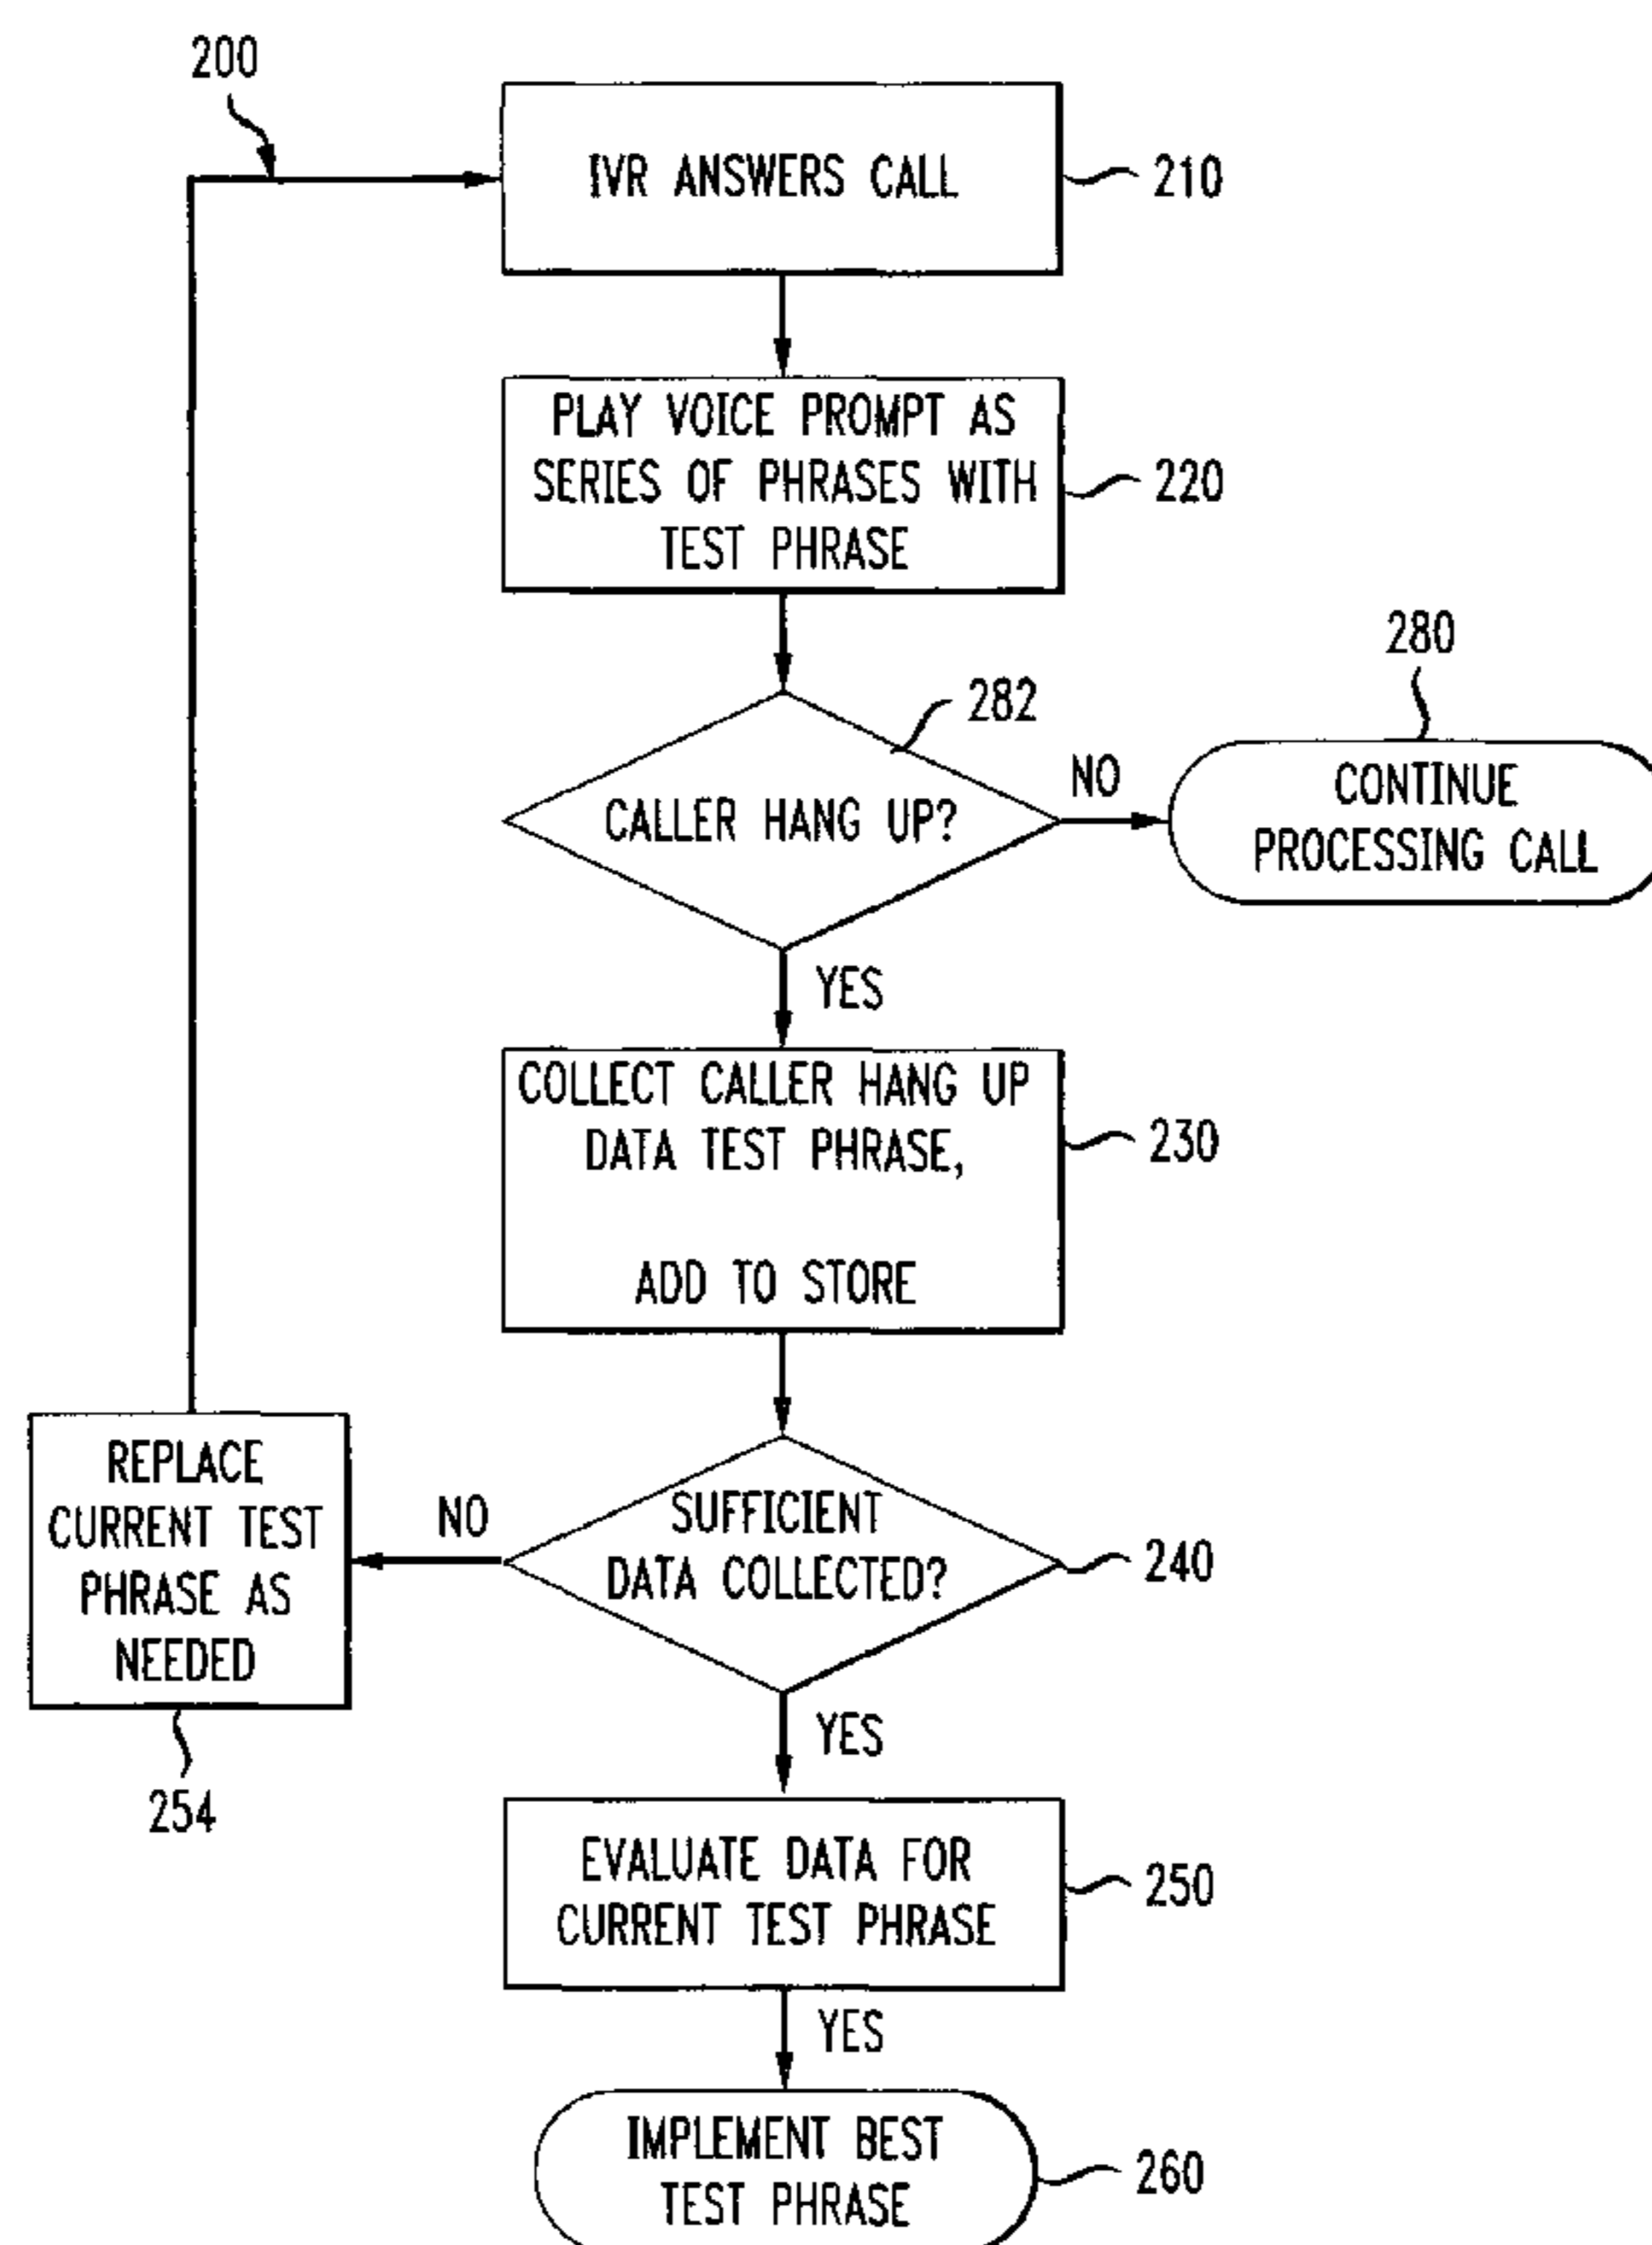 200
IVR ANSWERS CALL
210
PLAY VOICE PROMPT AS
SERIES OF PHRASES WITH
TEST PHRASE
220
282
CALLER HANG UP?
NO
280
CONTINUE
PROCESSING CALL
YES
COLLECT CALLER HANG UP
DATA TEST PHRASE,
ADD TO STORE
230
SUFFICIENT
DATA COLLECTED?
240
NO
REPLACE
CURRENT TEST
PHRASE AS
NEEDED
254
YES
EVALUATE DATA FOR
CURRENT TEST PHRASE
250
YES
IMPLEMENT BEST
TEST PHRASE
260